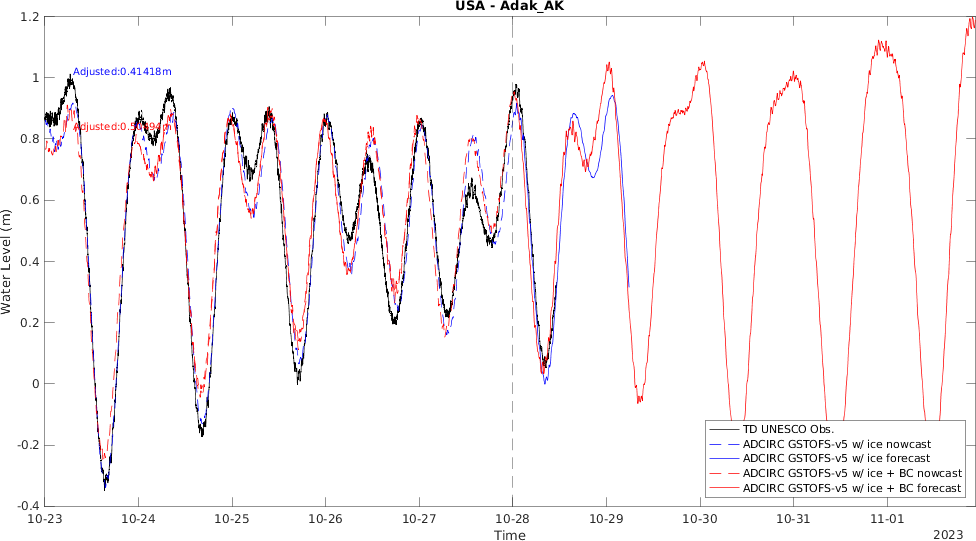 USA - Adak_AK
1.2
1
0.8
0.6
0.4
0.2
0
-0.2
-0.4
Water Level (m)
Adjusted:0.41418m
10-23
10-24
10-25
10-26
10-27
10-28
10-29
10-30
10-31
11-01
Time
2023
TD UNESCO Obs.
ADCIRC GSTOFS-v5 w/ ice nowcast
ADCIRC GSTOFS-v5 w/ ice forecast
ADCIRC GSTOFS-v5 w/ ice + BC nowcast
ADCIRC GSTOFS-v5 w/ ice + BC forecast